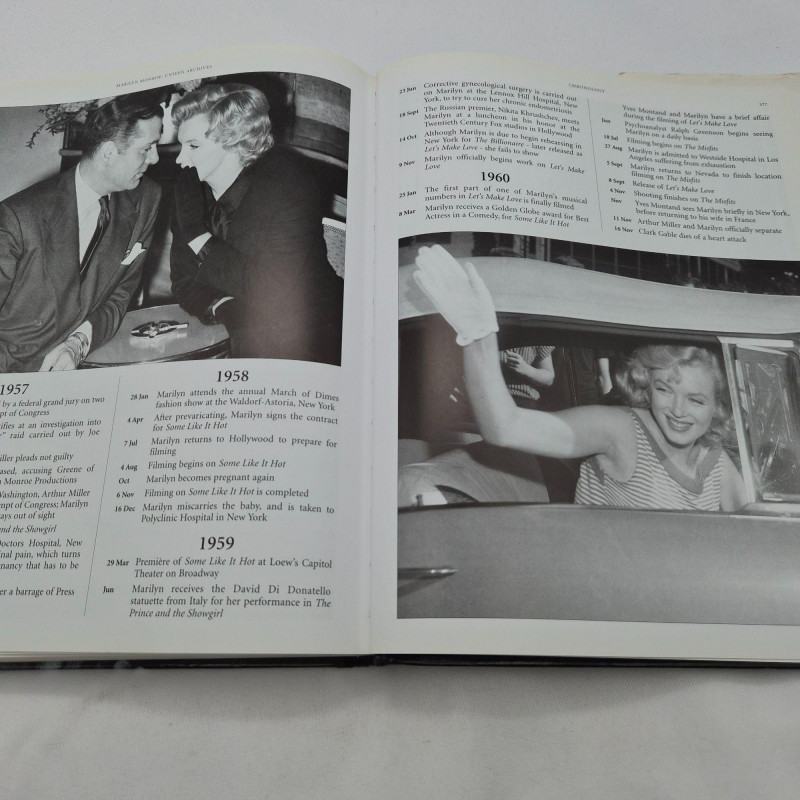 MARILYN MONROE: UNSEEN ARCHIVES
1957
by a federal grand jury on two
pt of Congress
ifies at an investigation into
raid carried out by Joe
iller pleads not guilty
ased, accusing Greene of
Monroe Productions
Washington, Arthur Miller
mpt of Congress; Marilyn
ays out of sight
and the Showgirl
Doctors Hospital, New
inal pain, which turns
nancy that has to be
er a barrage of Press
1958
28 Jan Marilyn attends the annual March of Dimes
fashion show at the Waldorf-Astoria, New York
4 Apr After prevaricating, Marilyn signs the contract
for Some Like It Hot
7 Jul Marilyn returns to Hollywood to prepare for
filming
4 Aug Filming begins on Some Like It Hot
Oct Marilyn becomes pregnant again
6 Nov Filming on Some Like It Hot is completed
16 Dec Marilyn miscarries the baby, and is taken to
Polyclinic Hospital in New York
1959
29 Mar Première of Some Like It Hot at Loew's Capitol
Theater on Broadway
Jun Marilyn receives the David Di Donatello
statuette from Italy for her performance in The
Prince and the Showgirl
CHRONOLOGY
377
23 Jun Corrective gynecological surgery is carried out
on Marilyn at the Lennox Hill Hospital, New
York, to try to cure her chronic endometriosis
18 Sept The Russian premier, Nikita Khrushchev, meets
Marilyn at a luncheon in his honor at the
Twentieth Century Fox studios in Hollywood
14 Oct Although Marilyn is due to begin rehearsing in
New York for The Billionaire - later released as
Let's Make Love - she fails to show
9 Nov Marilyn officially begins work on Let's Make
Love
1960
25 Jan The first part of one of Marilyn's musical
numbers in Let's Make Love is finally filmed
8 Mar Marilyn receives a Golden Globe award for Best
Actress in a Comedy, for Some Like It Hot
Yves Montand and Marilyn have a brief affair
during the filming of Let's Make Love
Jun Psychoanalyst Ralph Greenson begins seeing
Marilyn on a daily basis
18 Jul Filming begins on The Misfits
27 Aug Marilyn is admitted to Westside Hospital in Los
Angeles suffering from exhaustion
5 Sept Marilyn returns to Nevada to finish location
filming on The Misfits
8 Sept Release of Let's Make Love
4 Nov Shooting finishes on The Misfits
Nov Yves Montand sees Marilyn briefly in New York,
before returning to his wife in France
11 Nov Arthur Miller and Marilyn officially separate
16 Nov Clark Gable dies of a heart attack